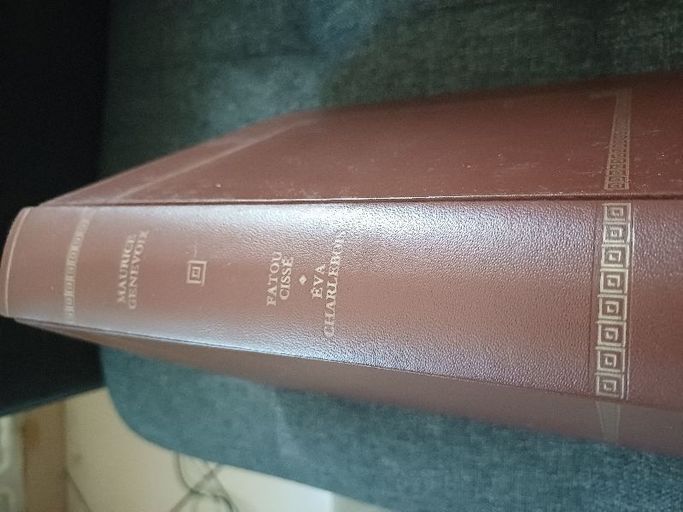 MAURICE
GENEVOIX
FATOU
CISSÉ
ÉVA
CHARLEBOIS